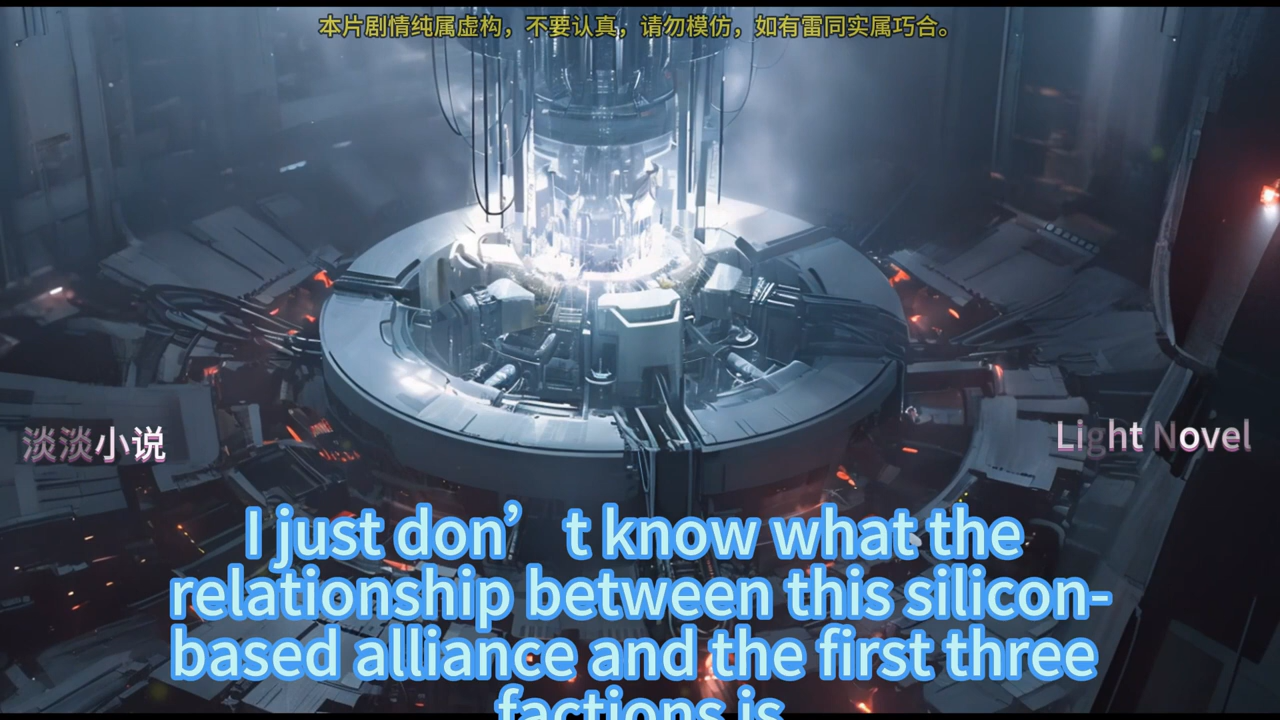 本片剧情纯属虚构，不要认真，请勿模仿，如有雷同实属巧合。
淡淡小说
Light Novel
I just don’t know what the
relationship between this silicon-
based alliance and the first three
factions is